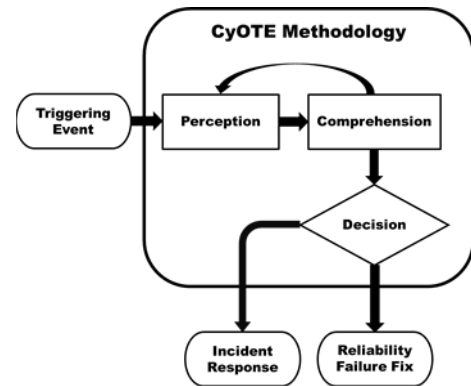 CyOTE Methodology
Triggering
Event
Perception
Comprehension
Decision
Incident
Response
Reliability
Failure Fix